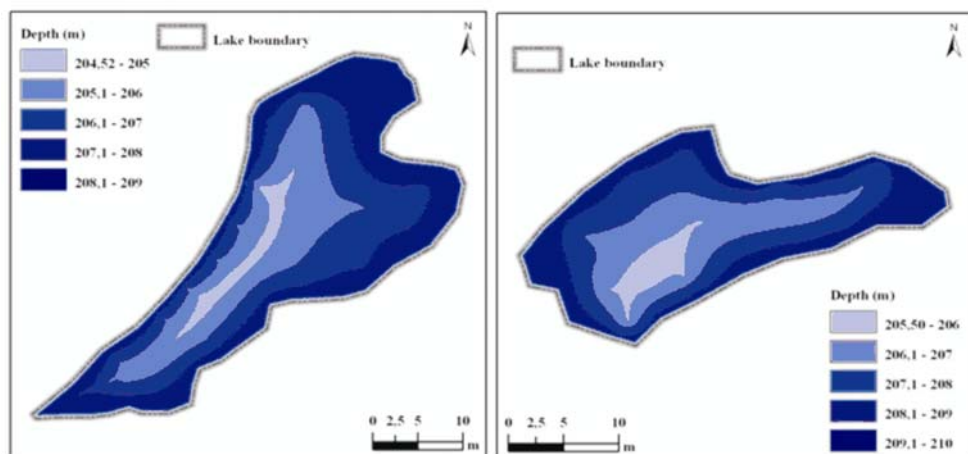 Depth (m)
204,52 - 205
205,1 - 206
206,1 - 207
207,1 - 208
208,1 - 209
Lake boundary
N
0 2,5 5 10
m
N
Lake boundary
Depth (m)
205,50 - 206
206,1 - 207
207,1 - 208
208,1 - 209
209,1 - 210
0 2,5 5 10
m